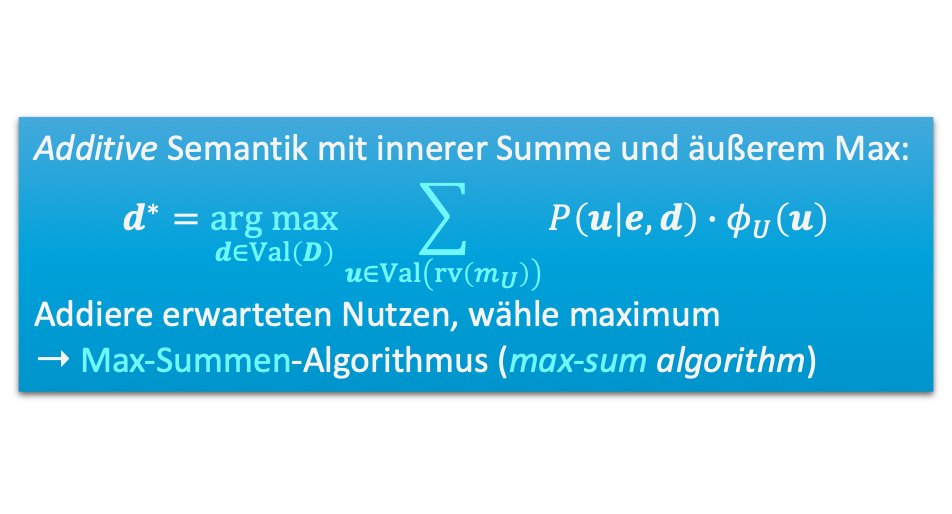 Additive Semantik mit innerer Summe und äußerem Max:
d* = arg max d∈Val(D) ∑ u∈Val(rv(m_U)) P(u|e, d) · ϕ_U(u)
Addiere erwarteten Nutzen, wähle maximum
→ Max-Summen-Algorithmus (max-sum algorithm)